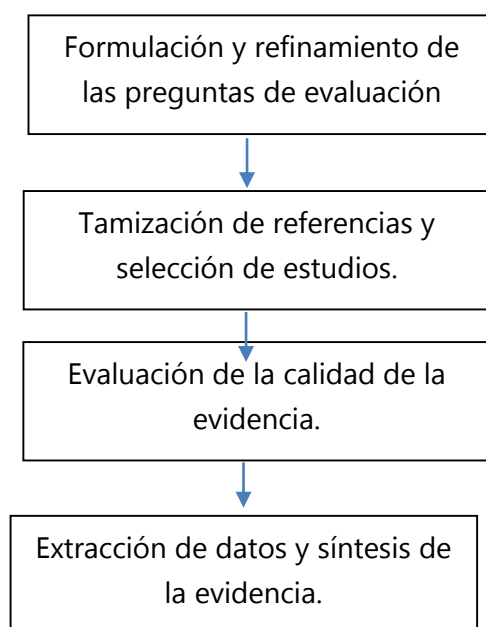 Formulación y refinamiento de
las preguntas de evaluación
Tamización de referencias y
selección de estudios.
Evaluación de la calidad de la
evidencia.
Extracción de datos y síntesis de
la evidencia.